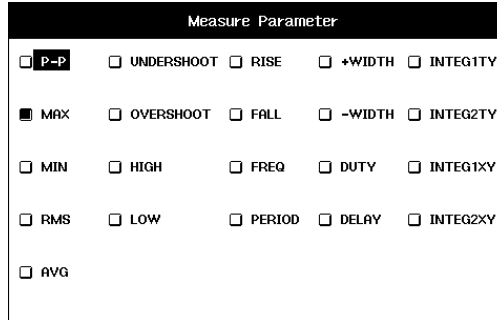 Measure Parameter
P-P UNDERSHOOT RISE +WIDTH INTEG1TY
MAX OVERSHOOT FALL -WIDTH INTEG2TY
MIN HIGH FREQ DUTY INTEG1XY
RMS LOW PERIOD DELAY INTEG2XY
AVG